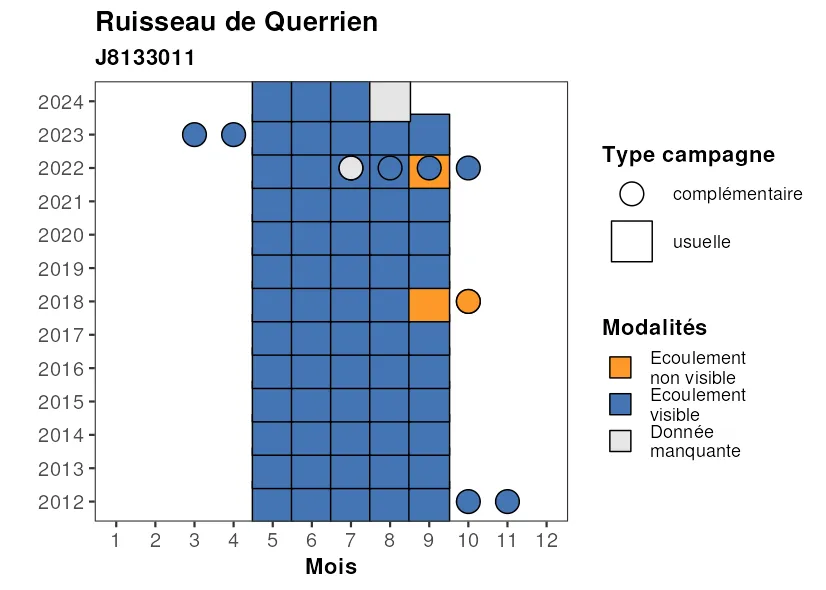 Ruisseau de Querrien
J8133011
2024
2023
2022
2021
2020
2019
2018
2017
2016
2015
2014
2013
2012
1 2 3 4 5 6 7 8 9 10 11 12
Mois
Type campagne
complémentaire
usuelle
Modalités
Ecoulement
non visible
Ecoulement
visible
Donnée
manquante